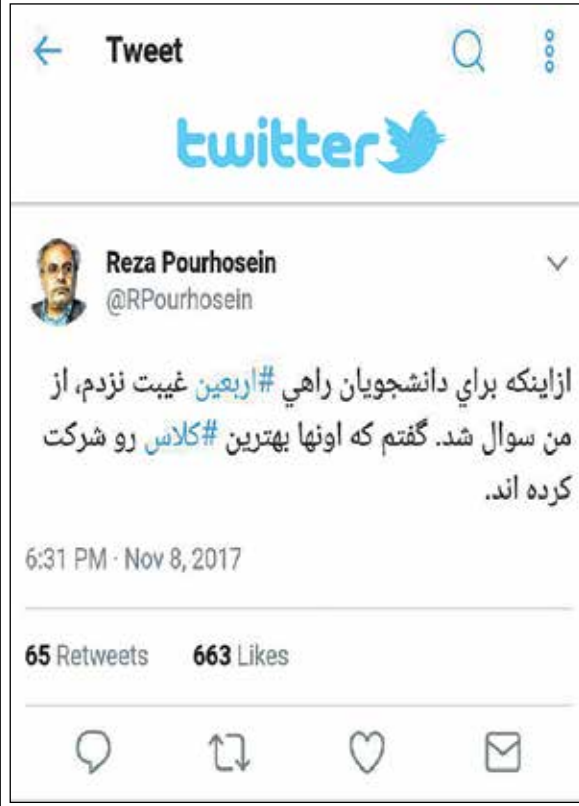 Tweet
twitter
Reza Pourhosein
@RPourhosein
ازاینکه براي دانشجویان راهي #اربعین غیبت نزدم، از
من سوال شد. گفتم که اونها بهترین #کلاس رو شرکت
کرده اند.
6:31 PM · Nov 8, 2017
65 Retweets 663 Likes